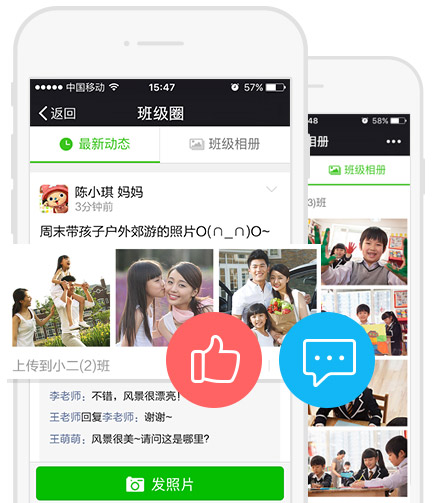 中国移动
15:47
57%
返回
班级圈
最新动态
班级相册
陈小琪 妈妈
3分钟前
周末带孩子户外郊游的照片O(∩_∩)O~
上传到小二(2)班
李老师：不错，风景很漂亮！
王老师回复李老师：谢谢~
王萌萌：风景很美~请问这是哪里？
发照片
:48
58%
相册
班级相册
3)班